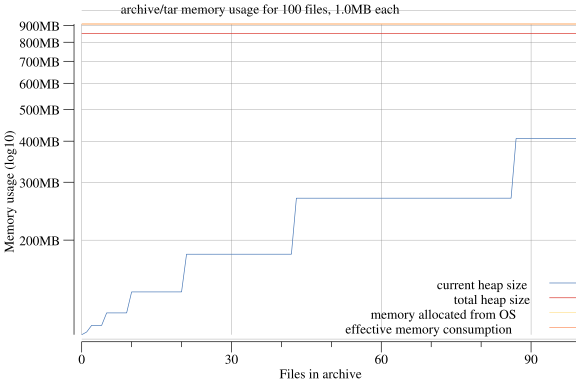 archive/tar memory usage for 100 files, 1.0MB each
900MB
800MB
700MB
600MB
500MB
400MB
300MB
200MB
Memory usage (log10)
current heap size
total heap size
memory allocated from OS
effective memory consumption
0
30
60
90
Files in archive